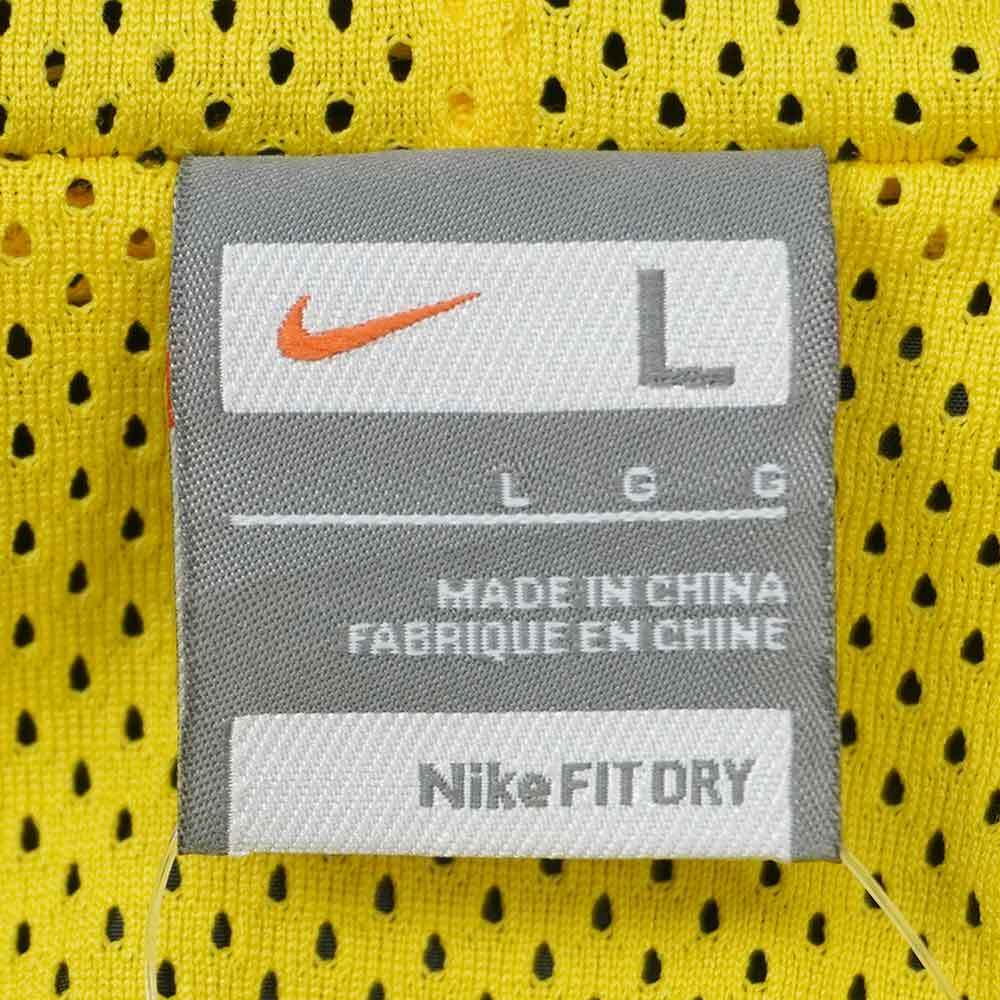 L
L G G
MADE IN CHINA
FABRIQUE EN CHINE
Nike FIT DRY